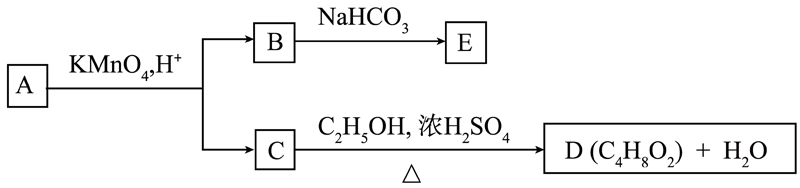 NaHCO₃
B
E
KMnO₄,H⁺
A
C₂H₅OH, 浓H₂SO₄
C
D (C₄H₈O₂) + H₂O
△